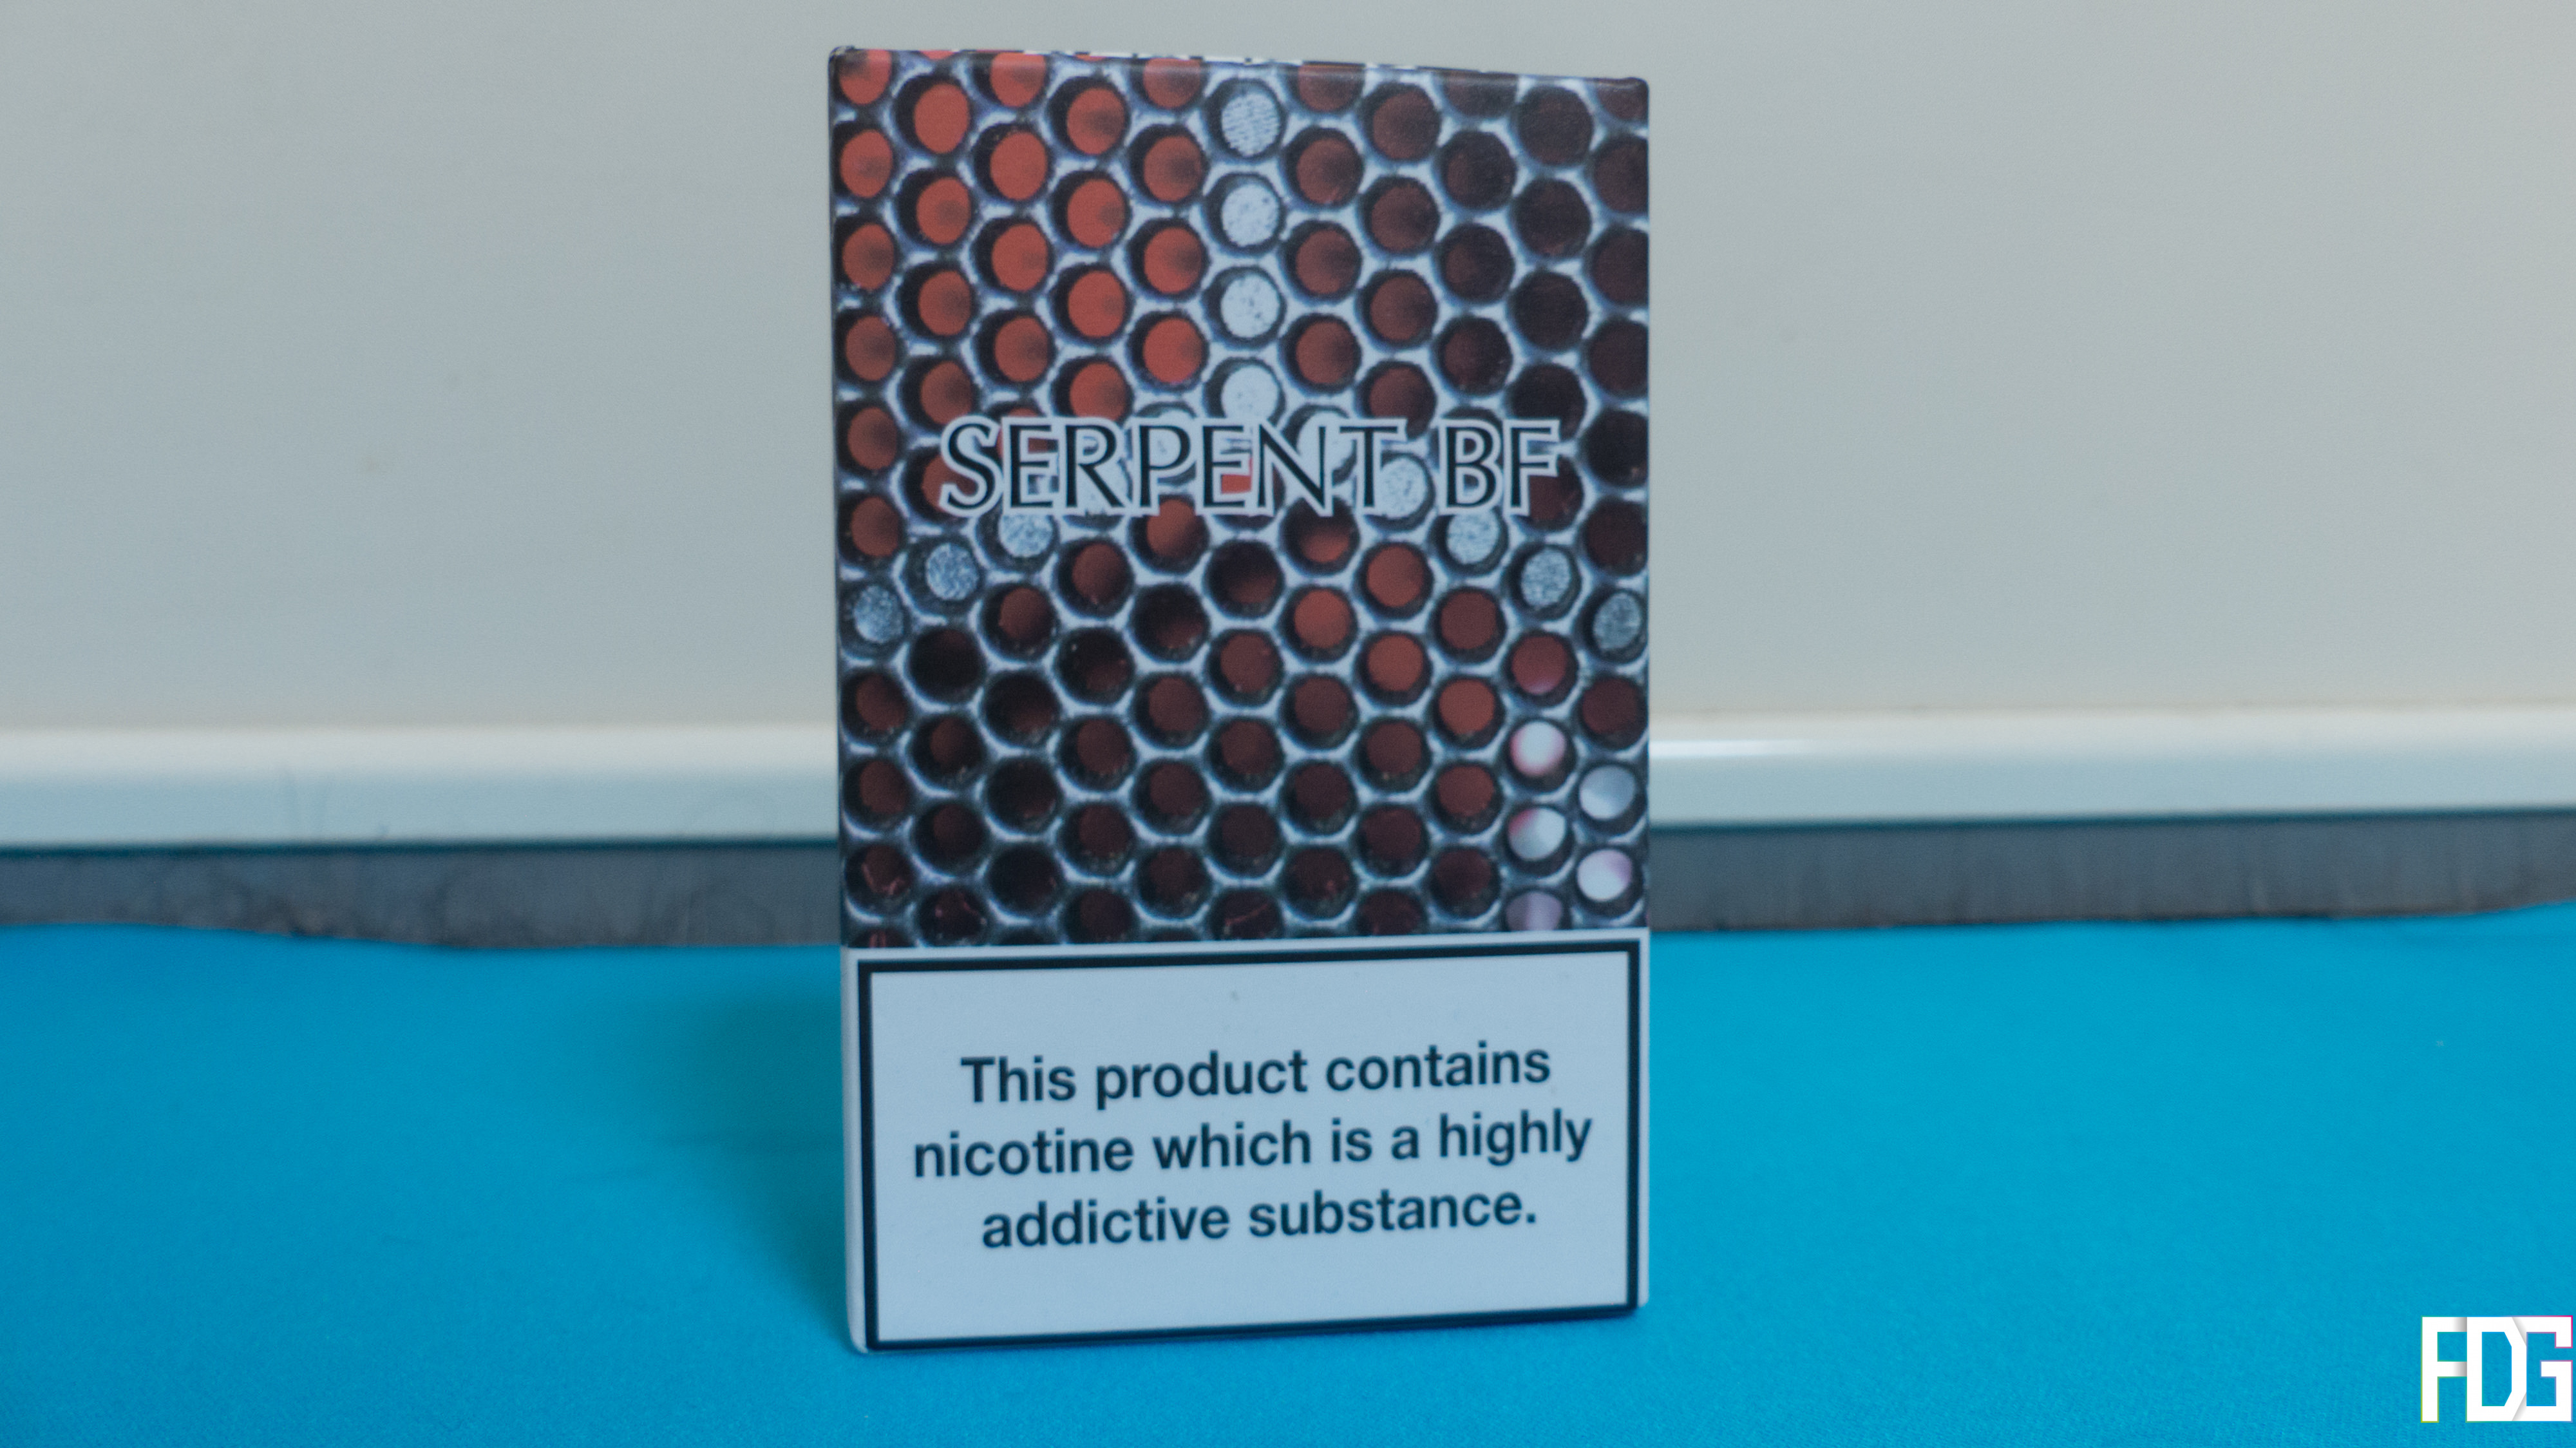 SERPENT BF
This product contains
nicotine which is a highly
addictive substance.
FDG